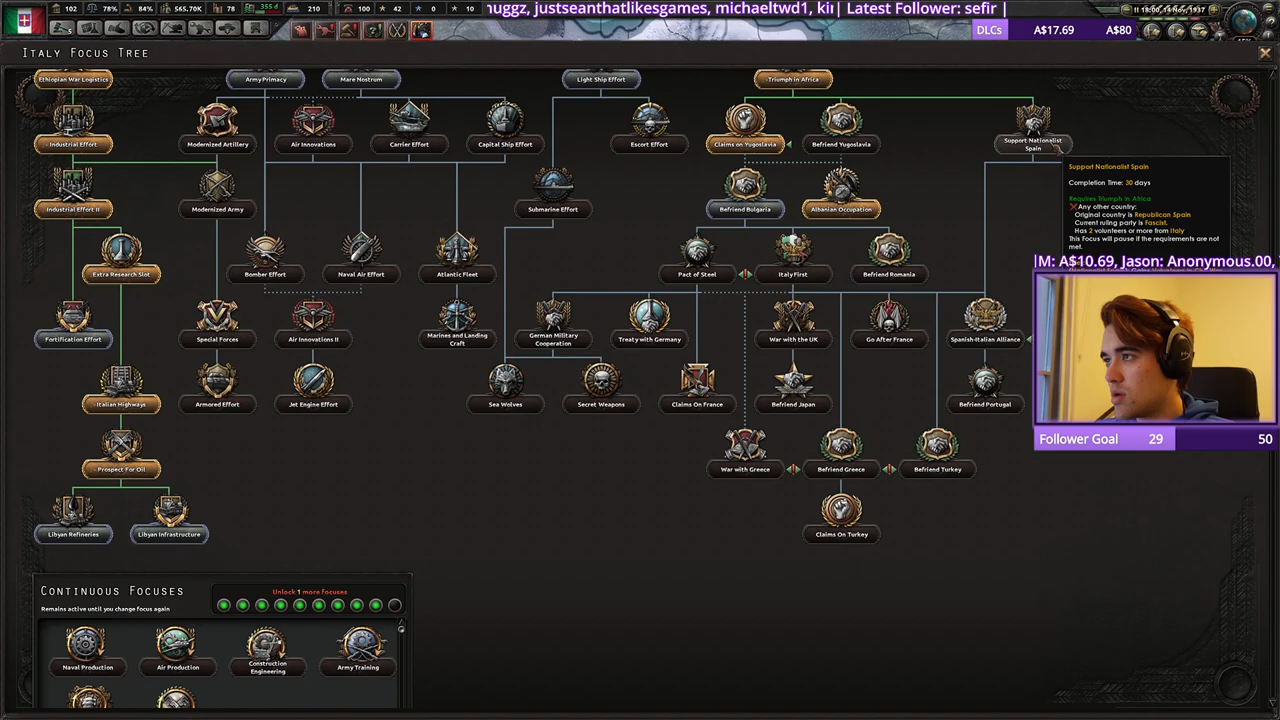 102 78% 84% 565.70K 78 355 d 210 100 42 0 10
nuggz, justseanthatlikesgames, michaeltwd1, kii| Latest Follower: sefir |
18:00, 14 Nov, 1937
DLCs A$17.69 A$80
Italy Focus Tree
Ethiopian War Logistics
Army Primacy
Mare Nostrum
Light Ship Effort
Triumph in Africa
Industrial Effort
Modernized Artillery
Air Innovations
Carrier Effort
Capital Ship Effort
Escort Effort
Claims on Yugoslavia
Befriend Yugoslavia
Support Nationalist
Spain
Industrial Effort II
Modernized Army
Submarine Effort
Befriend Bulgaria
Albanian Occupation
Support Nationalist Spain
Completion Time: 30 days
Requires Triumph in Africa
Any other country:
Original country is Republican Spain
Current ruling party is Fascist.
Has 2 volunteers or more from Italy
This Focus will pause if the requirements are not
met.
Extra Research Slot
Bomber Effort
Naval Air Effort
Atlantic Fleet
Pact of Steel
Italy First
Befriend Romania
|M: A$10.69, Jason: Anonymous.00,
Fortification Effort
Special Forces
Air Innovations II
Marines and Landing
Craft
German Military
Cooperation
Treaty with Germany
War with the UK
Go After France
Spanish-Italian Alliance
Italian Highways
Armored Effort
Jet Engine Effort
Sea Wolves
Secret Weapons
Claims On France
Befriend Japan
Befriend Portugal
Follower Goal 29 50
Prospect For Oil
War with Greece
Befriend Greece
Befriend Turkey
Libyan Refineries
Libyan Infrastructure
Claims On Turkey
Continuous Focuses
Unlock 1 more focuses
Remains active until you change focus again
Naval Production
Air Production
Construction
Engineering
Army Training